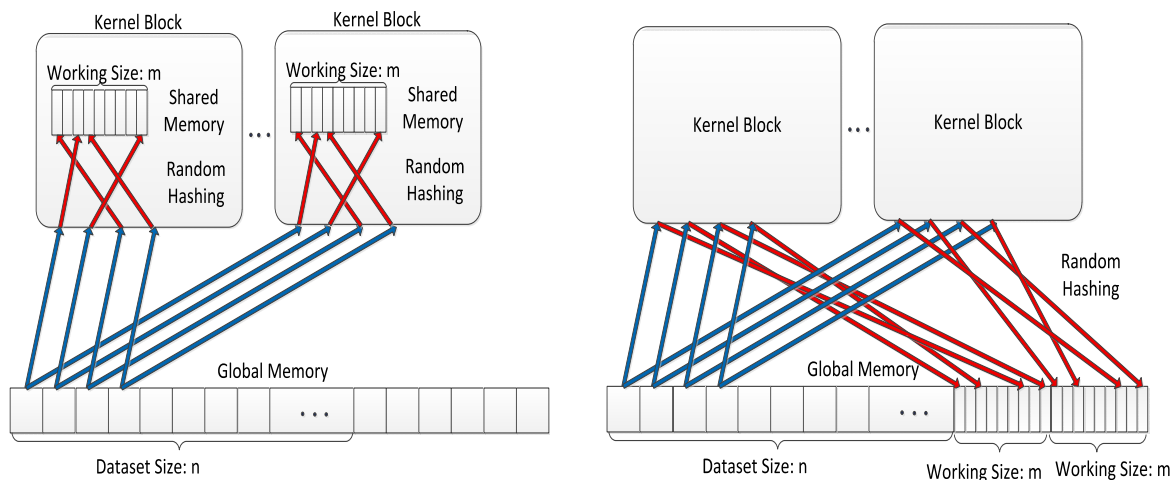 Kernel Block
Kernel Block
Working Size: m
Shared
Memory
Random
Hashing
...
Working Size: m
Shared
Memory
Random
Hashing
Global Memory
...
Dataset Size: n
Kernel Block
...
Kernel Block
Random
Hashing
Global Memory
...
Dataset Size: n
Working Size: m
Working Size: m